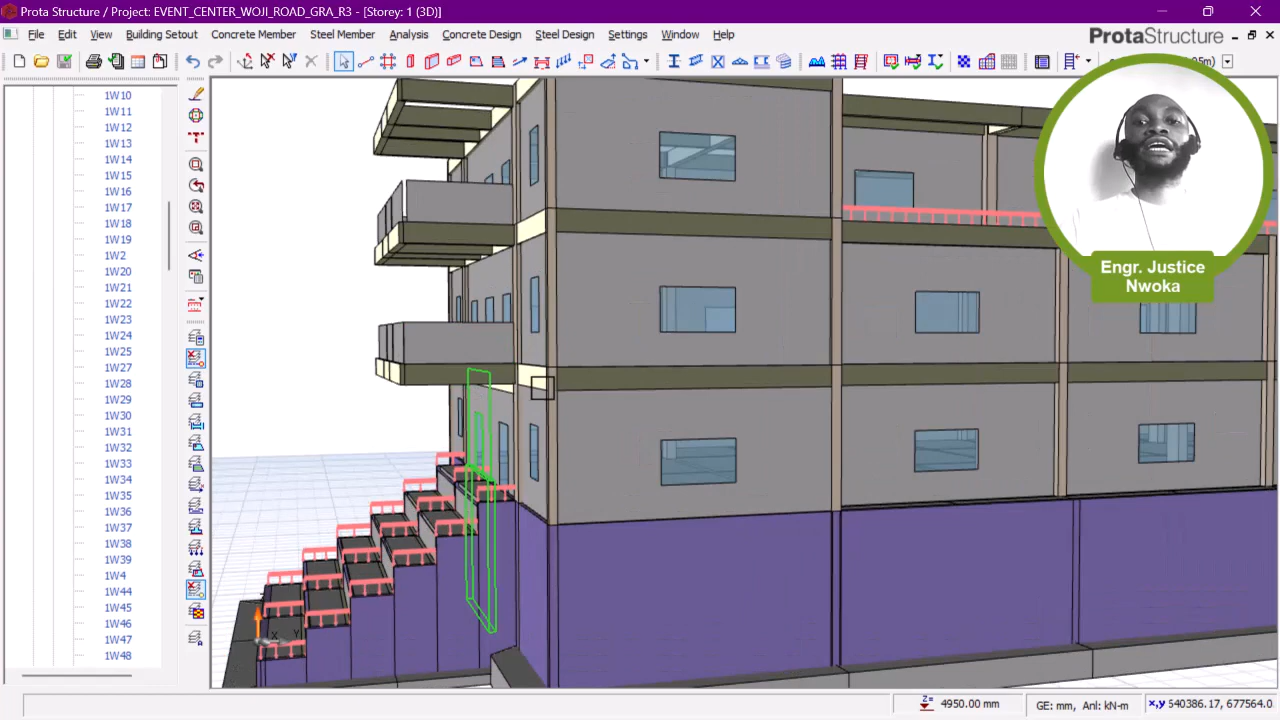 Prota Structure / Project: EVENT_CENTER_WOJI_ROAD_GRA_R3 - [Storey: 1 (3D)]
File Edit View Building Setout Concrete Member Steel Member Analysis Concrete Design Steel Design Settings Window Help
ProtaStructure
1W10
1W11
1W12
1W13
1W14
1W15
1W16
1W17
1W18
1W19
1W2
1W20
1W21
1W22
1W23
1W24
1W25
1W27
1W28
1W29
1W30
1W31
1W32
1W33
1W34
1W35
1W36
1W37
1W38
1W39
1W4
1W44
1W45
1W46
1W47
1W48
Engr. Justice
Nwoka
X Y
Z= 4950.00 mm
GE: mm, Anl: kN-m
x,y 540386.17, 677564.0